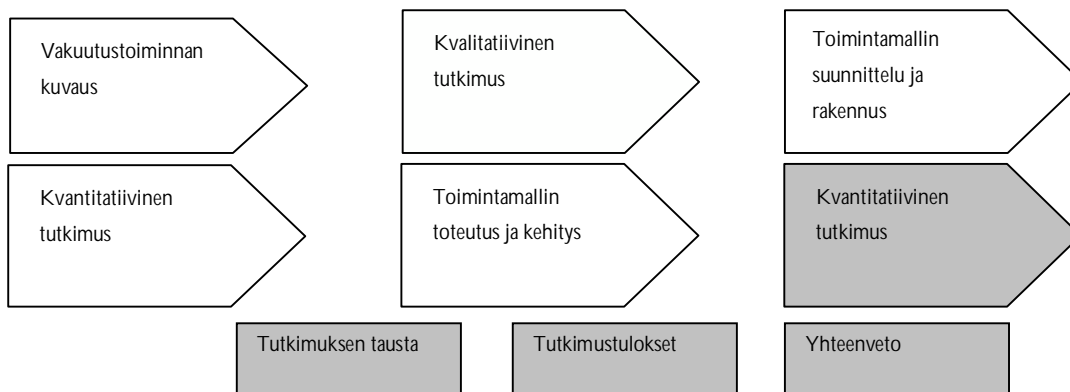 Vakuutustoiminnan
kuvaus
Kvalitatiivinen
tutkimus
Toimintamallin
suunnittelu ja
rakennus
Kvantitatiivinen
tutkimus
Toimintamallin
toteutus ja kehitys
Kvantitatiivinen
tutkimus
Tutkimuksen tausta
Tutkimustulokset
Yhteenveto